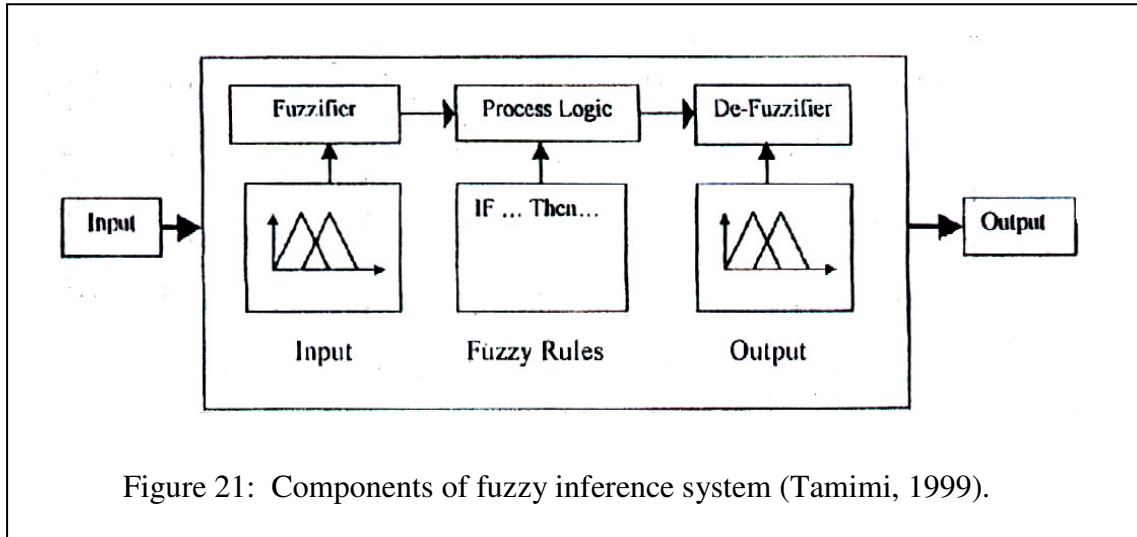 Fuzzifier
Process Logic
De-Fuzzifier
Input
IF ... Then...
Output
Input
Fuzzy Rules
Output
Figure 21: Components of fuzzy inference system (Tamimi, 1999).